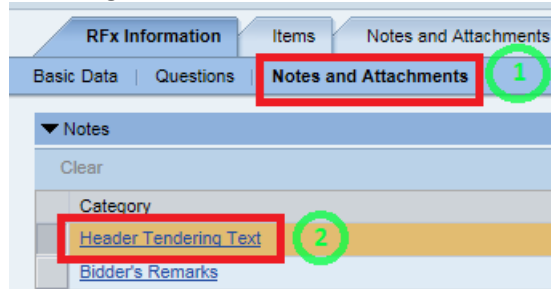 RFx Information Items Notes and Attachments
Basic Data | Questions | Notes and Attachments 1
Notes
Clear
Category
Header Tendering Text 2
Bidder's Remarks